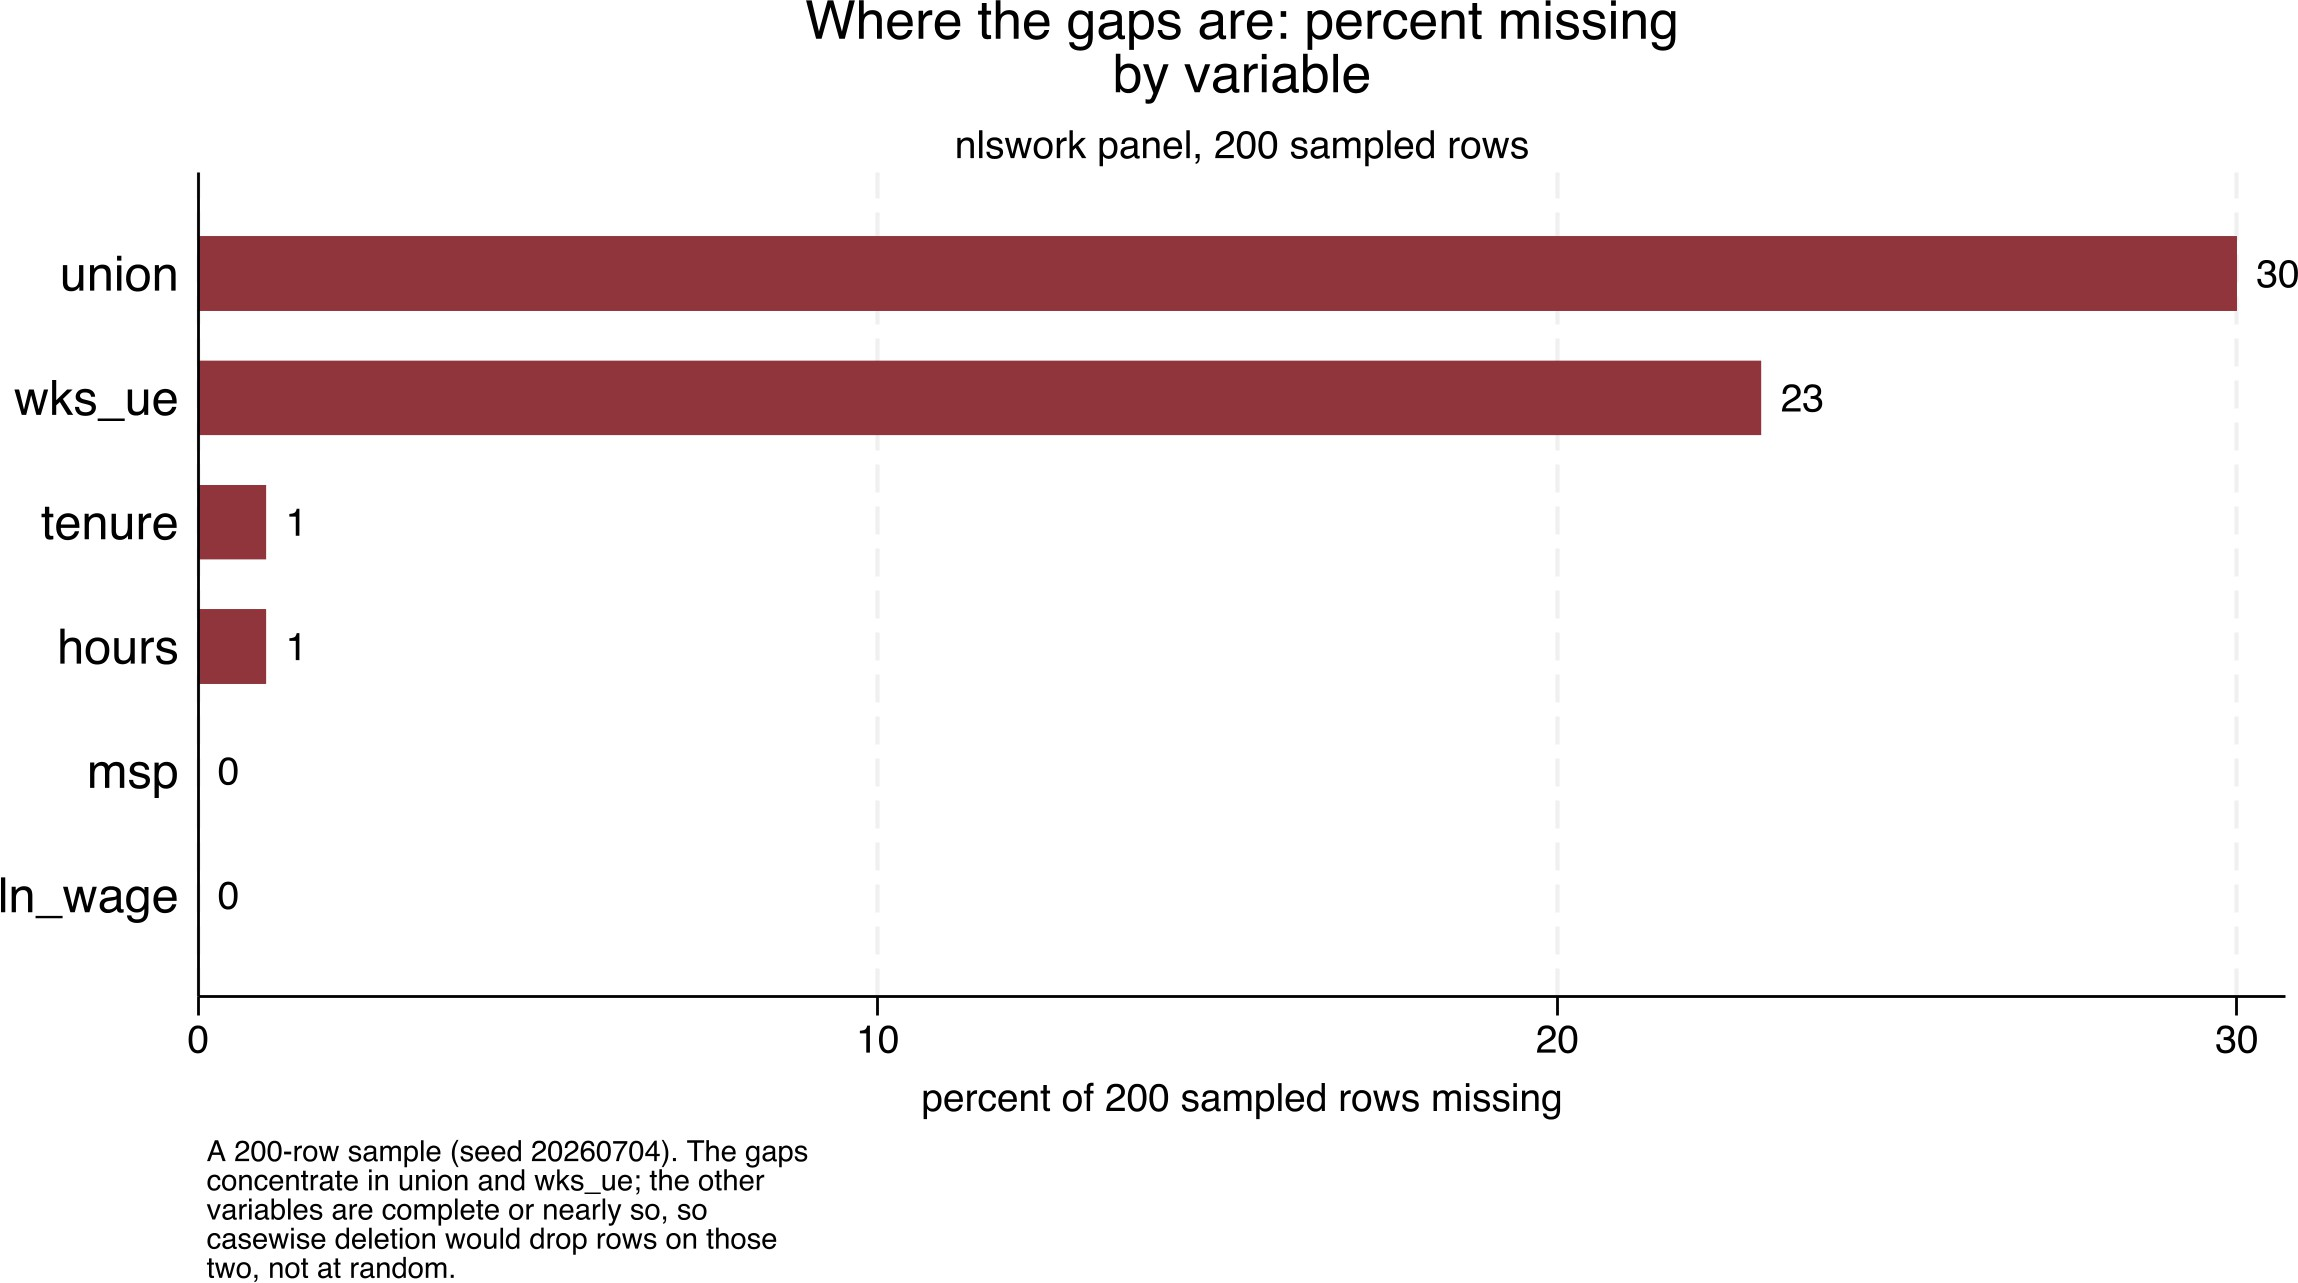 Where the gaps are: percent missing
by variable
nlswork panel, 200 sampled rows
union
30
wks_ue
23
tenure
1
hours
1
msp
0
ln_wage
0
0
10
20
30
percent of 200 sampled rows missing
A 200-row sample (seed 20260704). The gaps
concentrate in union and wks_ue; the other
variables are complete or nearly so, so
casewise deletion would drop rows on those
two, not at random.